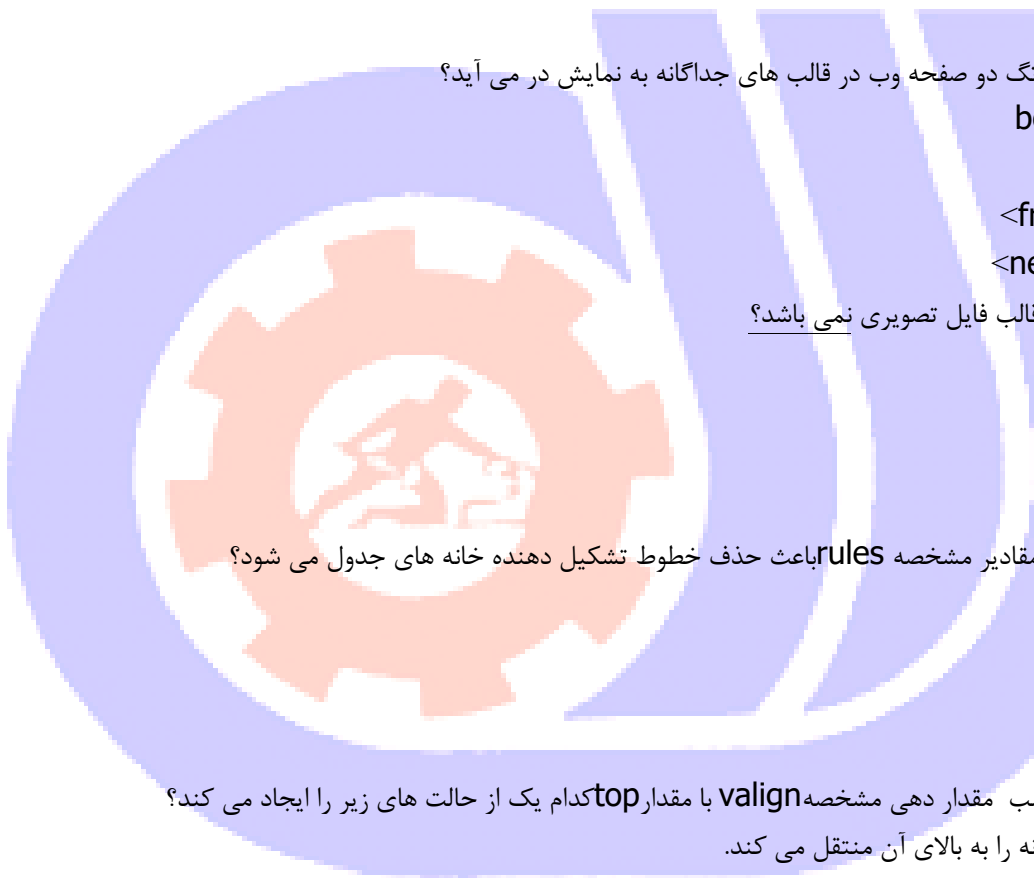 تگ دو صفحه وب در قالب های جداگانه به نمایش در می آید؟
<fr
<ne
قالب فایل تصویری نمی باشد؟
مقادیر مشخصه rules باعث حذف خطوط تشکیل دهنده خانه های جدول می شود؟
مقدار دهی مشخصه valign با مقدار top کدام یک از حالت های زیر را ایجاد می کند؟
را به بالای آن منتقل می کند.